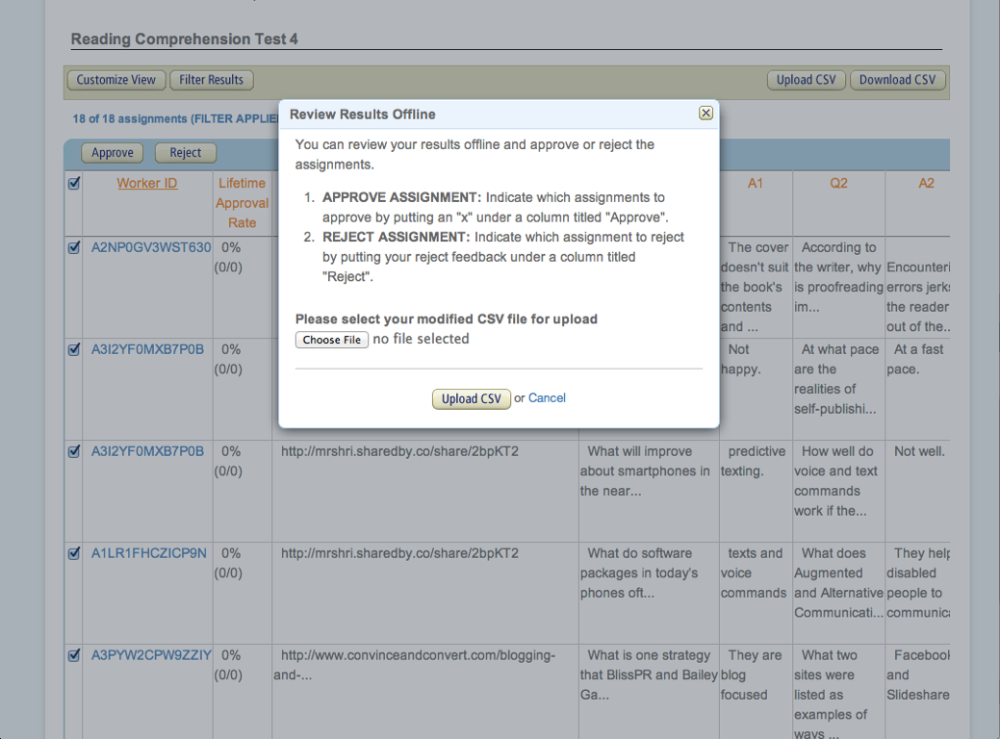 Reading Comprehension Test 4
Customize View Filter Results Upload CSV Download CSV
18 of 18 assignments (FILTER APPLIE
Approve Reject
Review Results Offline
You can review your results offline and approve or reject the
assignments.
1. APPROVE ASSIGNMENT: Indicate which assignments to
approve by putting an "x" under a column titled "Approve".
2. REJECT ASSIGNMENT: Indicate which assignment to reject
by putting your reject feedback under a column titled
"Reject".
Please select your modified CSV file for upload
Choose File no file selected
Upload CSV or Cancel
Worker ID
Lifetime
Approval
Rate
A1
Q2
A2
A2NP0GV3WST630
0%
(0/0)
The cover
doesn't suit
the book's
contents
and ...
According to
the writer, why
is proofreading
im...
Encounteri
errors jerks
the reader
out of the..
A3I2YF0MXB7P0B
0%
(0/0)
Not
happy.
At what pace
are the
realities of
self-publishi...
At a fast
pace.
A3I2YF0MXB7P0B
0%
(0/0)
http://mrshri.sharedby.co/share/2bpKT2
What will improve
about smartphones in
the near...
predictive
texting.
How well do
voice and text
commands
work if the...
Not well.
A1LR1FHCZICP9N
0%
(0/0)
http://mrshri.sharedby.co/share/2bpKT2
What do software
packages in today's
phones oft...
texts and
voice
commands
What does
Augmented
and Alternative
Communicati...
They help
disabled
people to
communica
A3PYW2CPW9ZZIY
0%
(0/0)
http://www.convinceandconvert.com/blogging-
and-...
What is one strategy
that BlissPR and Bailey
Ga...
They are
blog
focused
What two
sites were
listed as
examples of
ways ...
Facebook
and
Slideshare